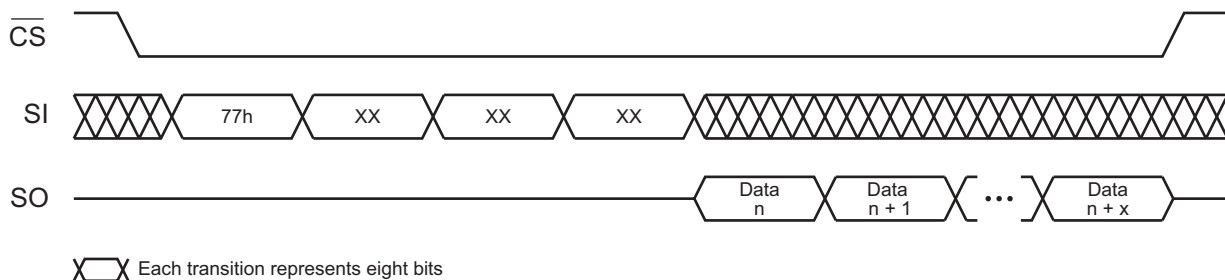 CS
SI
77h
XX
XX
XX
SO
Data
n
Data
n + 1
•••
Data
n + x
Each transition represents eight bits